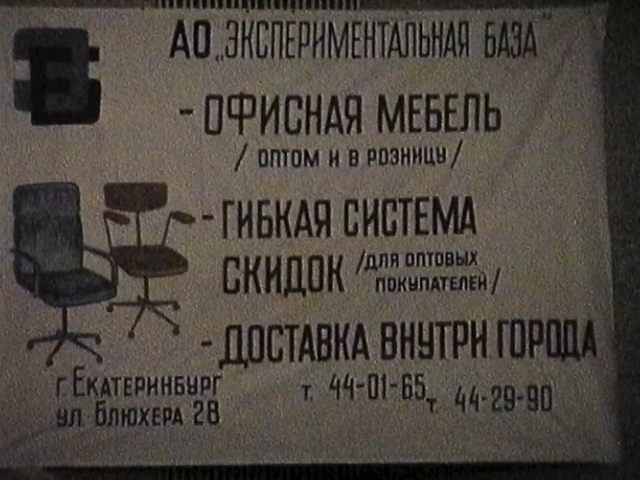 АО „ЭКСПЕРИМЕНТАЛЬНАЯ БАЗА"
- ОФИСНАЯ МЕБЕЛЬ
/ ОПТОМ И В РОЗНИЦУ /
- ГИБКАЯ СИСТЕМА
СКИДОК /ДЛЯ ОПТОВЫХ
ПОКУПАТЕЛЕЙ/
- ДОСТАВКА ВНУТРИ ГОРОДА
г. ЕКАТЕРИНБУРГ т. 44-01-65, т. 44-29-90
ул. БЛЮХЕРА 28